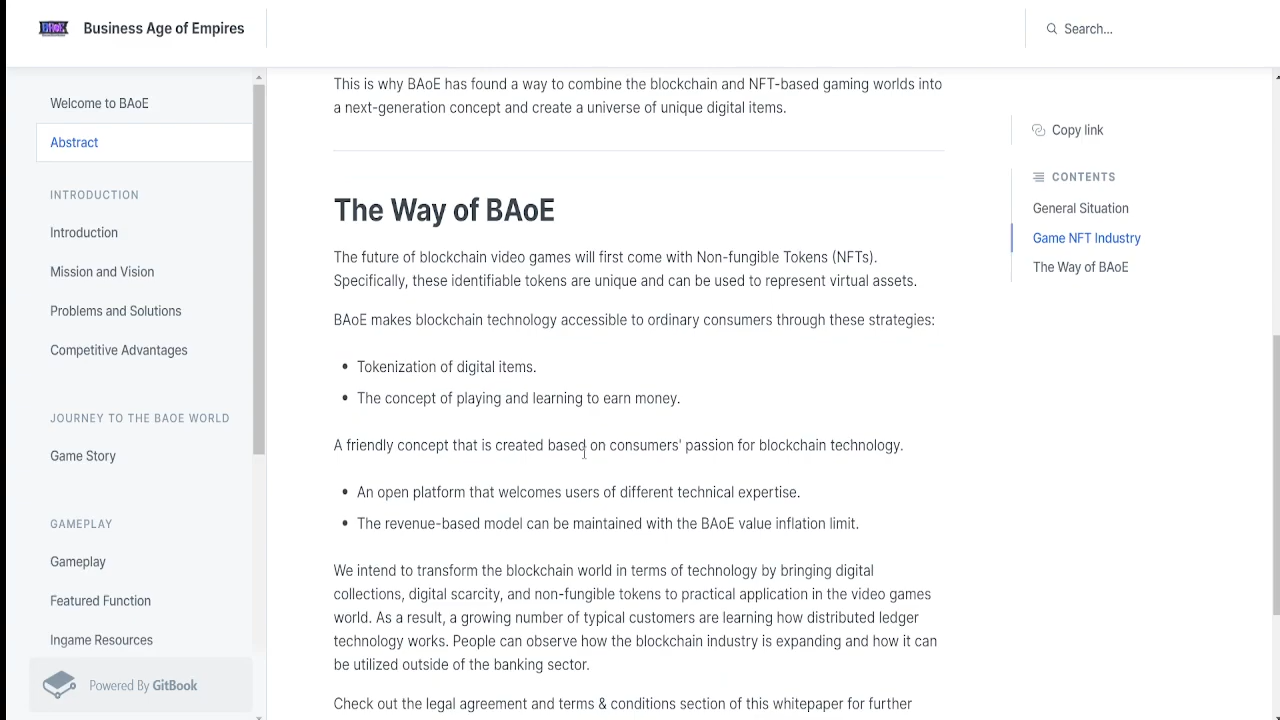 BAOE
Business Age of Empires
Search...
Welcome to BAoE
Abstract
INTRODUCTION
Introduction
Mission and Vision
Problems and Solutions
Competitive Advantages
JOURNEY TO THE BAOE WORLD
Game Story
GAMEPLAY
Gameplay
Featured Function
Ingame Resources
Powered By GitBook
This is why BAoE has found a way to combine the blockchain and NFT-based gaming worlds into
a next-generation concept and create a universe of unique digital items.
The Way of BAoE
The future of blockchain video games will first come with Non-fungible Tokens (NFTs).
Specifically, these identifiable tokens are unique and can be used to represent virtual assets.
BAoE makes blockchain technology accessible to ordinary consumers through these strategies:
• Tokenization of digital items.
• The concept of playing and learning to earn money.
A friendly concept that is created based on consumers' passion for blockchain technology.
• An open platform that welcomes users of different technical expertise.
• The revenue-based model can be maintained with the BAoE value inflation limit.
We intend to transform the blockchain world in terms of technology by bringing digital
collections, digital scarcity, and non-fungible tokens to practical application in the video games
world. As a result, a growing number of typical customers are learning how distributed ledger
technology works. People can observe how the blockchain industry is expanding and how it can
be utilized outside of the banking sector.
Check out the legal agreement and terms & conditions section of this whitepaper for further
Copy link
CONTENTS
General Situation
Game NFT Industry
The Way of BAoE